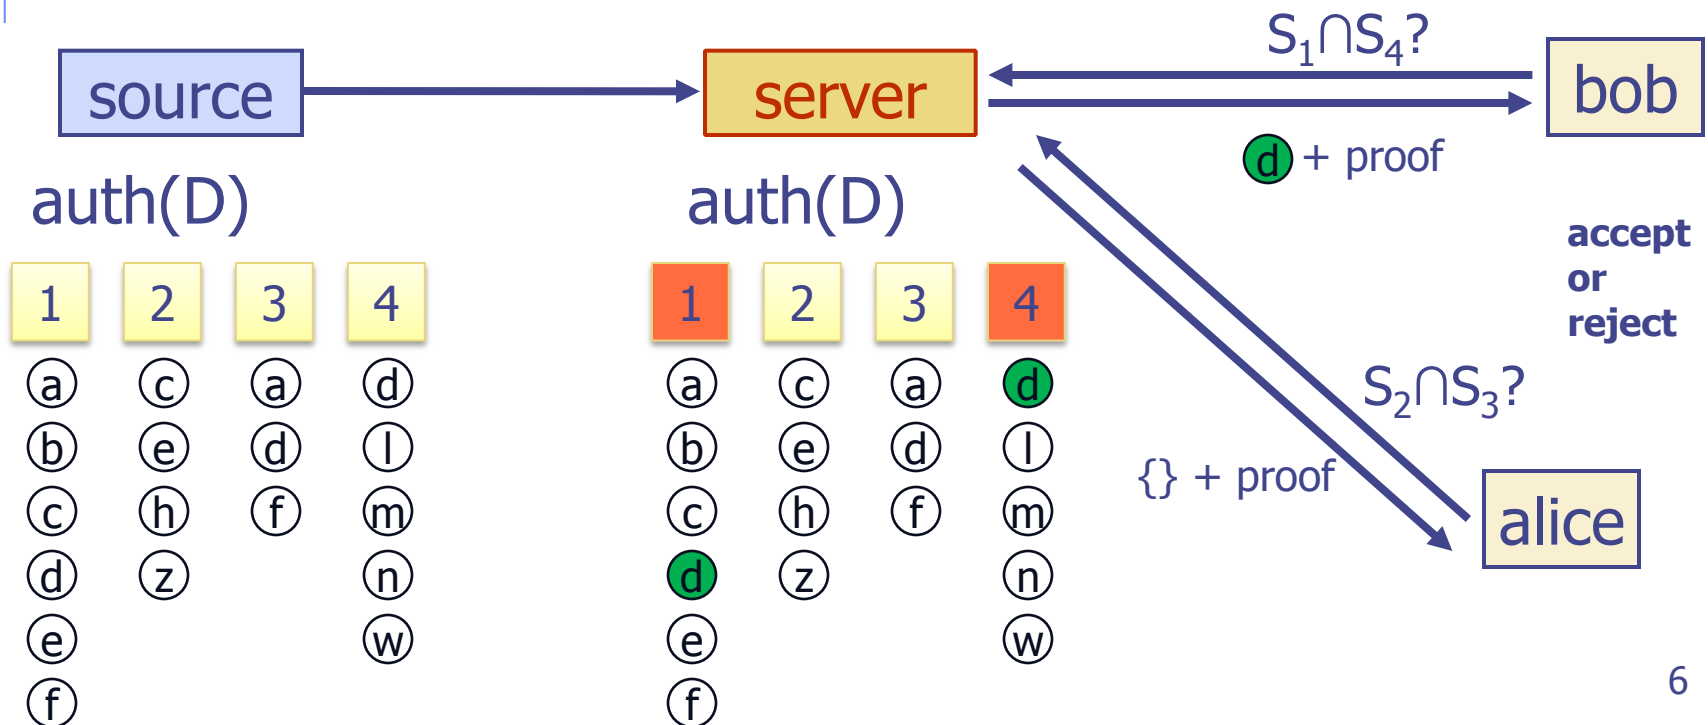 S₁∩S₄?
source
server
bob
d + proof
auth(D)
auth(D)
accept
or
reject
1 2 3 4
1 2 3 4
a c a d
b e d l
c h f m
d z n
e w
f
a c a d
b e d l
c h f m
d z n
e w
f
S₂∩S₃?
{} + proof
alice
6